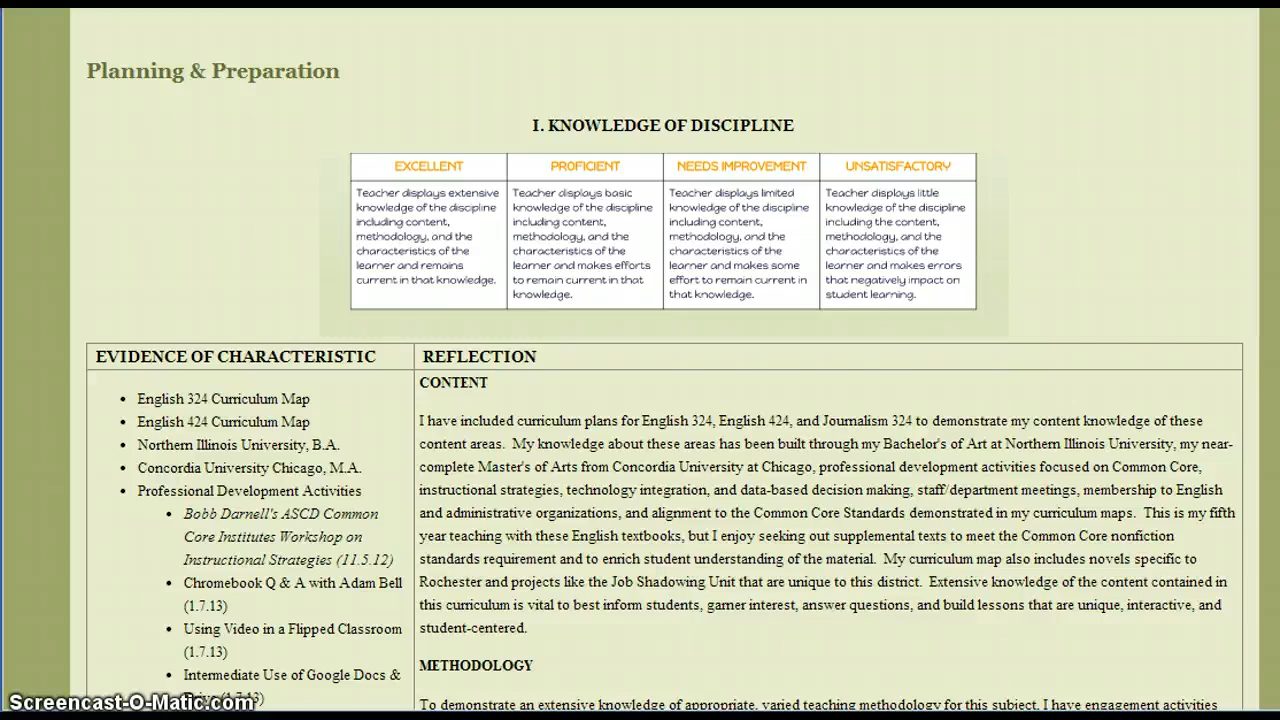 Planning & Preparation
I. KNOWLEDGE OF DISCIPLINE
EXCELLENT
Teacher displays extensive
knowledge of the discipline
including content,
methodology, and the
characteristics of the
learner and remains
current in that knowledge.
PROFICIENT
Teacher displays basic
knowledge of the discipline
including content,
methodology, and the
characteristics of the
learner and makes efforts
to remain current in that
knowledge.
NEEDS IMPROVEMENT
Teacher displays limited
knowledge of the discipline
including content,
methodology, and the
characteristics of the
learner and makes some
effort to remain current in
that knowledge.
UNSATISFACTORY
Teacher displays little
knowledge of the discipline
including the content,
methodology, and the
characteristics of the
learner and makes errors
that negatively impact on
student learning.
EVIDENCE OF CHARACTERISTIC
• English 324 Curriculum Map
• English 424 Curriculum Map
• Northern Illinois University, B.A.
• Concordia University Chicago, M.A.
• Professional Development Activities
• Bobb Darnell's ASCD Common
Core Institutes Workshop on
Instructional Strategies (11.5.12)
• Chromebook Q & A with Adam Bell
(1.7.13)
• Using Video in a Flipped Classroom
(1.7.13)
• Intermediate Use of Google Docs &
Drive (1.7.13)
REFLECTION
CONTENT
I have included curriculum plans for English 324, English 424, and Journalism 324 to demonstrate my content knowledge of these
content areas. My knowledge about these areas has been built through my Bachelor's of Art at Northern Illinois University, my near-
complete Master's of Arts from Concordia University at Chicago, professional development activities focused on Common Core,
instructional strategies, technology integration, and data-based decision making, staff/department meetings, membership to English
and administrative organizations, and alignment to the Common Core Standards demonstrated in my curriculum maps. This is my fifth
year teaching with these English textbooks, but I enjoy seeking out supplemental texts to meet the Common Core nonfiction
standards requirement and to enrich student understanding of the material. My curriculum map also includes novels specific to
Rochester and projects like the Job Shadowing Unit that are unique to this district. Extensive knowledge of the content contained in
this curriculum is vital to best inform students, garner interest, answer questions, and build lessons that are unique, interactive, and
student-centered.
METHODOLOGY
To demonstrate an extensive knowledge of appropriate, varied teaching methodology for this subject, I have engagement activities
Screencast-O-Matic.com